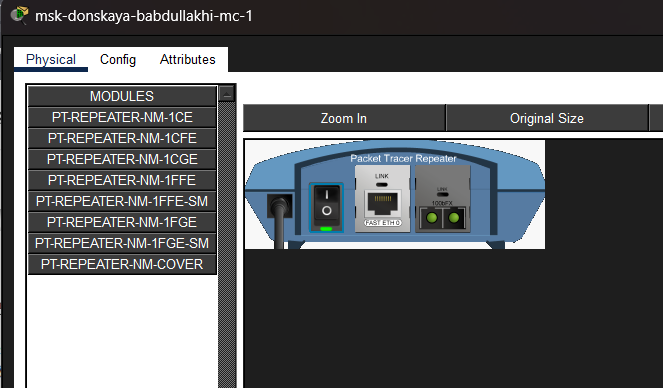 msk-donskaya-babdullakhi-mc-1
Physical Config Attributes
MODULES
PT-REPEATER-NM-1CE
PT-REPEATER-NM-1CFE
PT-REPEATER-NM-1CGE
PT-REPEATER-NM-1FFE
PT-REPEATER-NM-1FFE-SM
PT-REPEATER-NM-1FGE
PT-REPEATER-NM-1FGE-SM
PT-REPEATER-NM-COVER
Zoom In Original Size
Packet Tracer Repeater
LINK
FAST ETH 0
LINK
100bFX